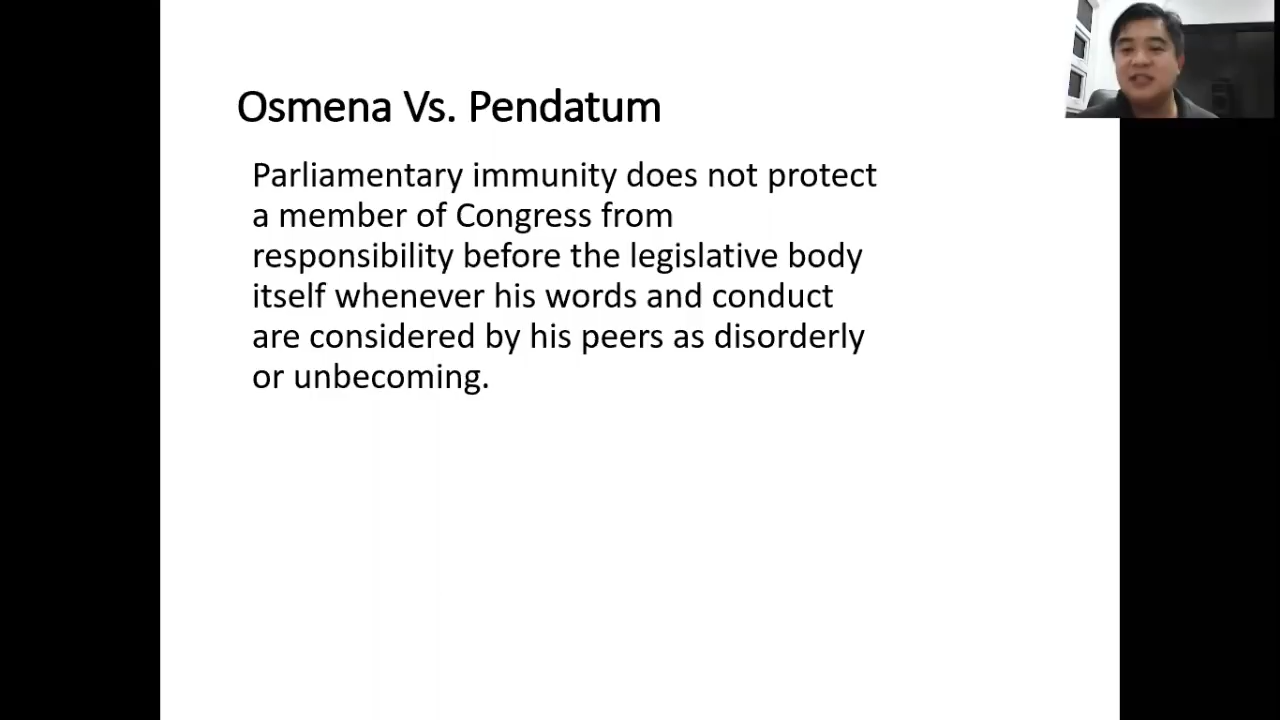 Osmena Vs. Pendatum
Parliamentary immunity does not protect
a member of Congress from
responsibility before the legislative body
itself whenever his words and conduct
are considered by his peers as disorderly
or unbecoming.